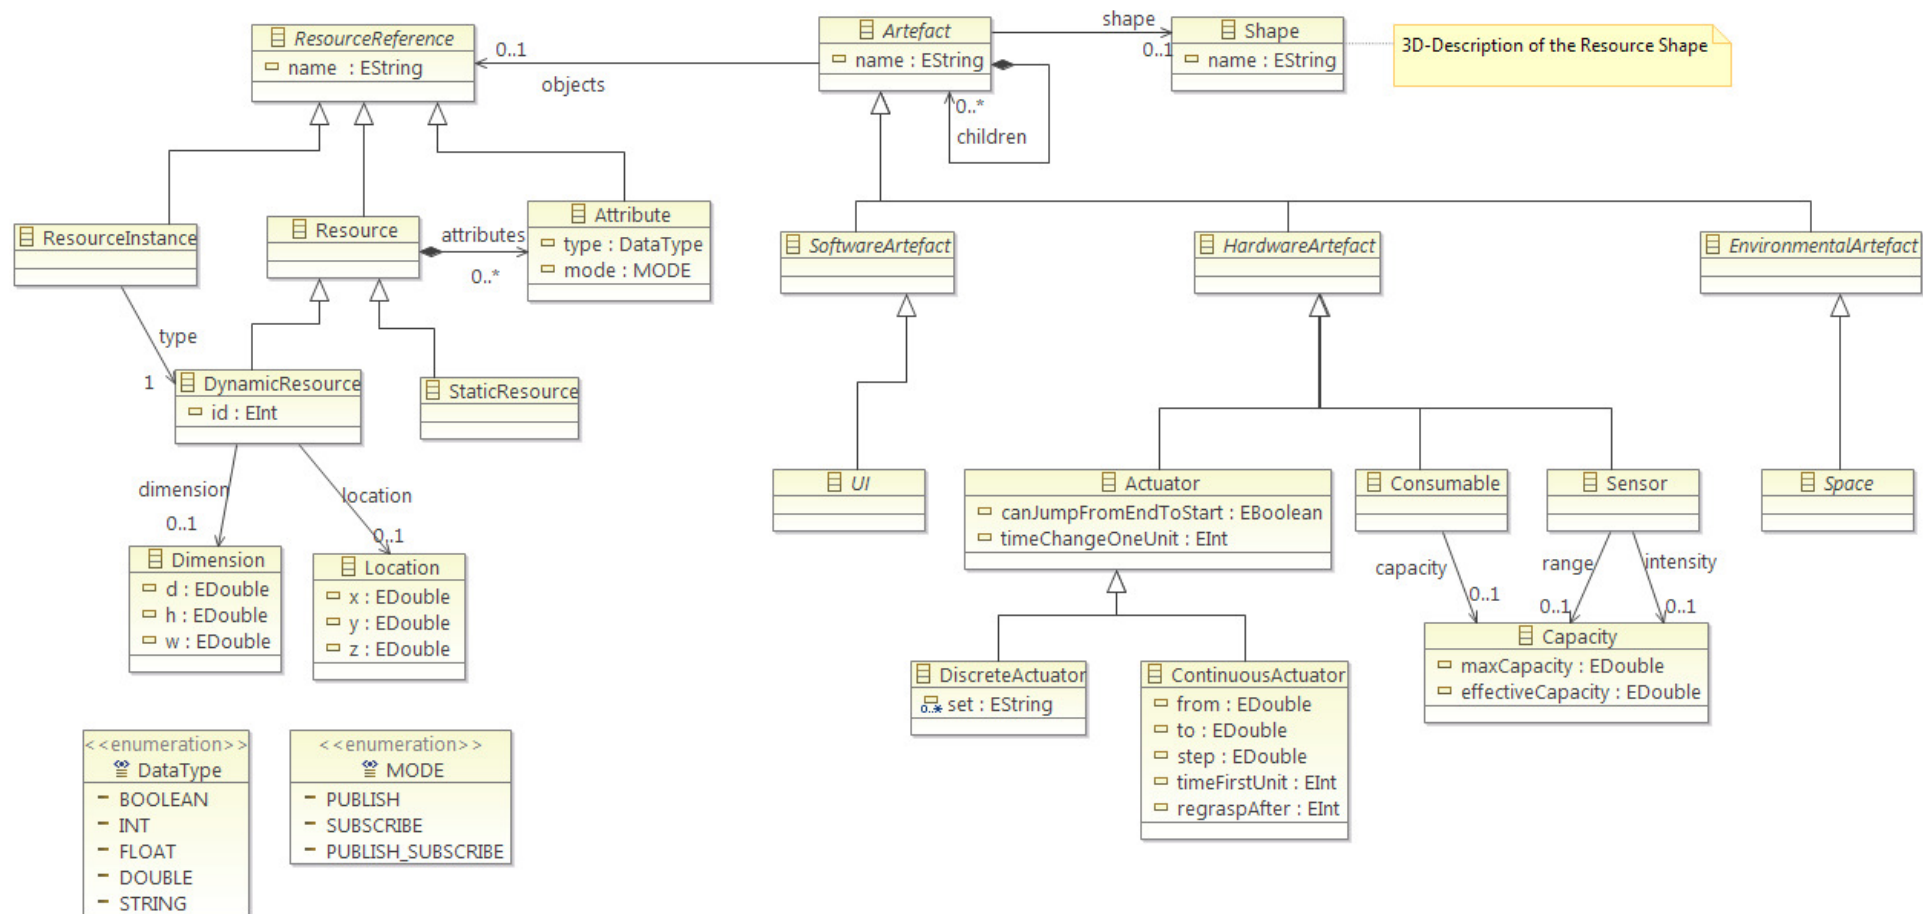 ResourceReference
name : EString
0..1
objects
Artefact
name : EString
0..*
children
shape
0..1
Shape
name : EString
3D-Description of the Resource Shape
ResourceInstance
Resource
attributes
0..*
Attribute
type : DataType
mode : MODE
SoftwareArtefact
HardwareArtefact
EnvironmentalArtefact
type
1
DynamicResource
id : EInt
StaticResource
dimension
0..1
location
0..1
Dimension
d : EDouble
h : EDouble
w : EDouble
Location
x : EDouble
y : EDouble
z : EDouble
UI
Actuator
canJumpFromEndToStart : EBoolean
timeChangeOneUnit : EInt
Consumable
Sensor
Space
capacity
0..1
range
0..1
intensity
0..1
Capacity
maxCapacity : EDouble
effectiveCapacity : EDouble
DiscreteActuator
0..* set : EString
ContinuousActuator
from : EDouble
to : EDouble
step : EDouble
timeFirstUnit : EInt
regraspAfter : EInt
<<enumeration>>
DataType
BOOLEAN
INT
FLOAT
DOUBLE
STRING
<<enumeration>>
MODE
PUBLISH
SUBSCRIBE
PUBLISH_SUBSCRIBE